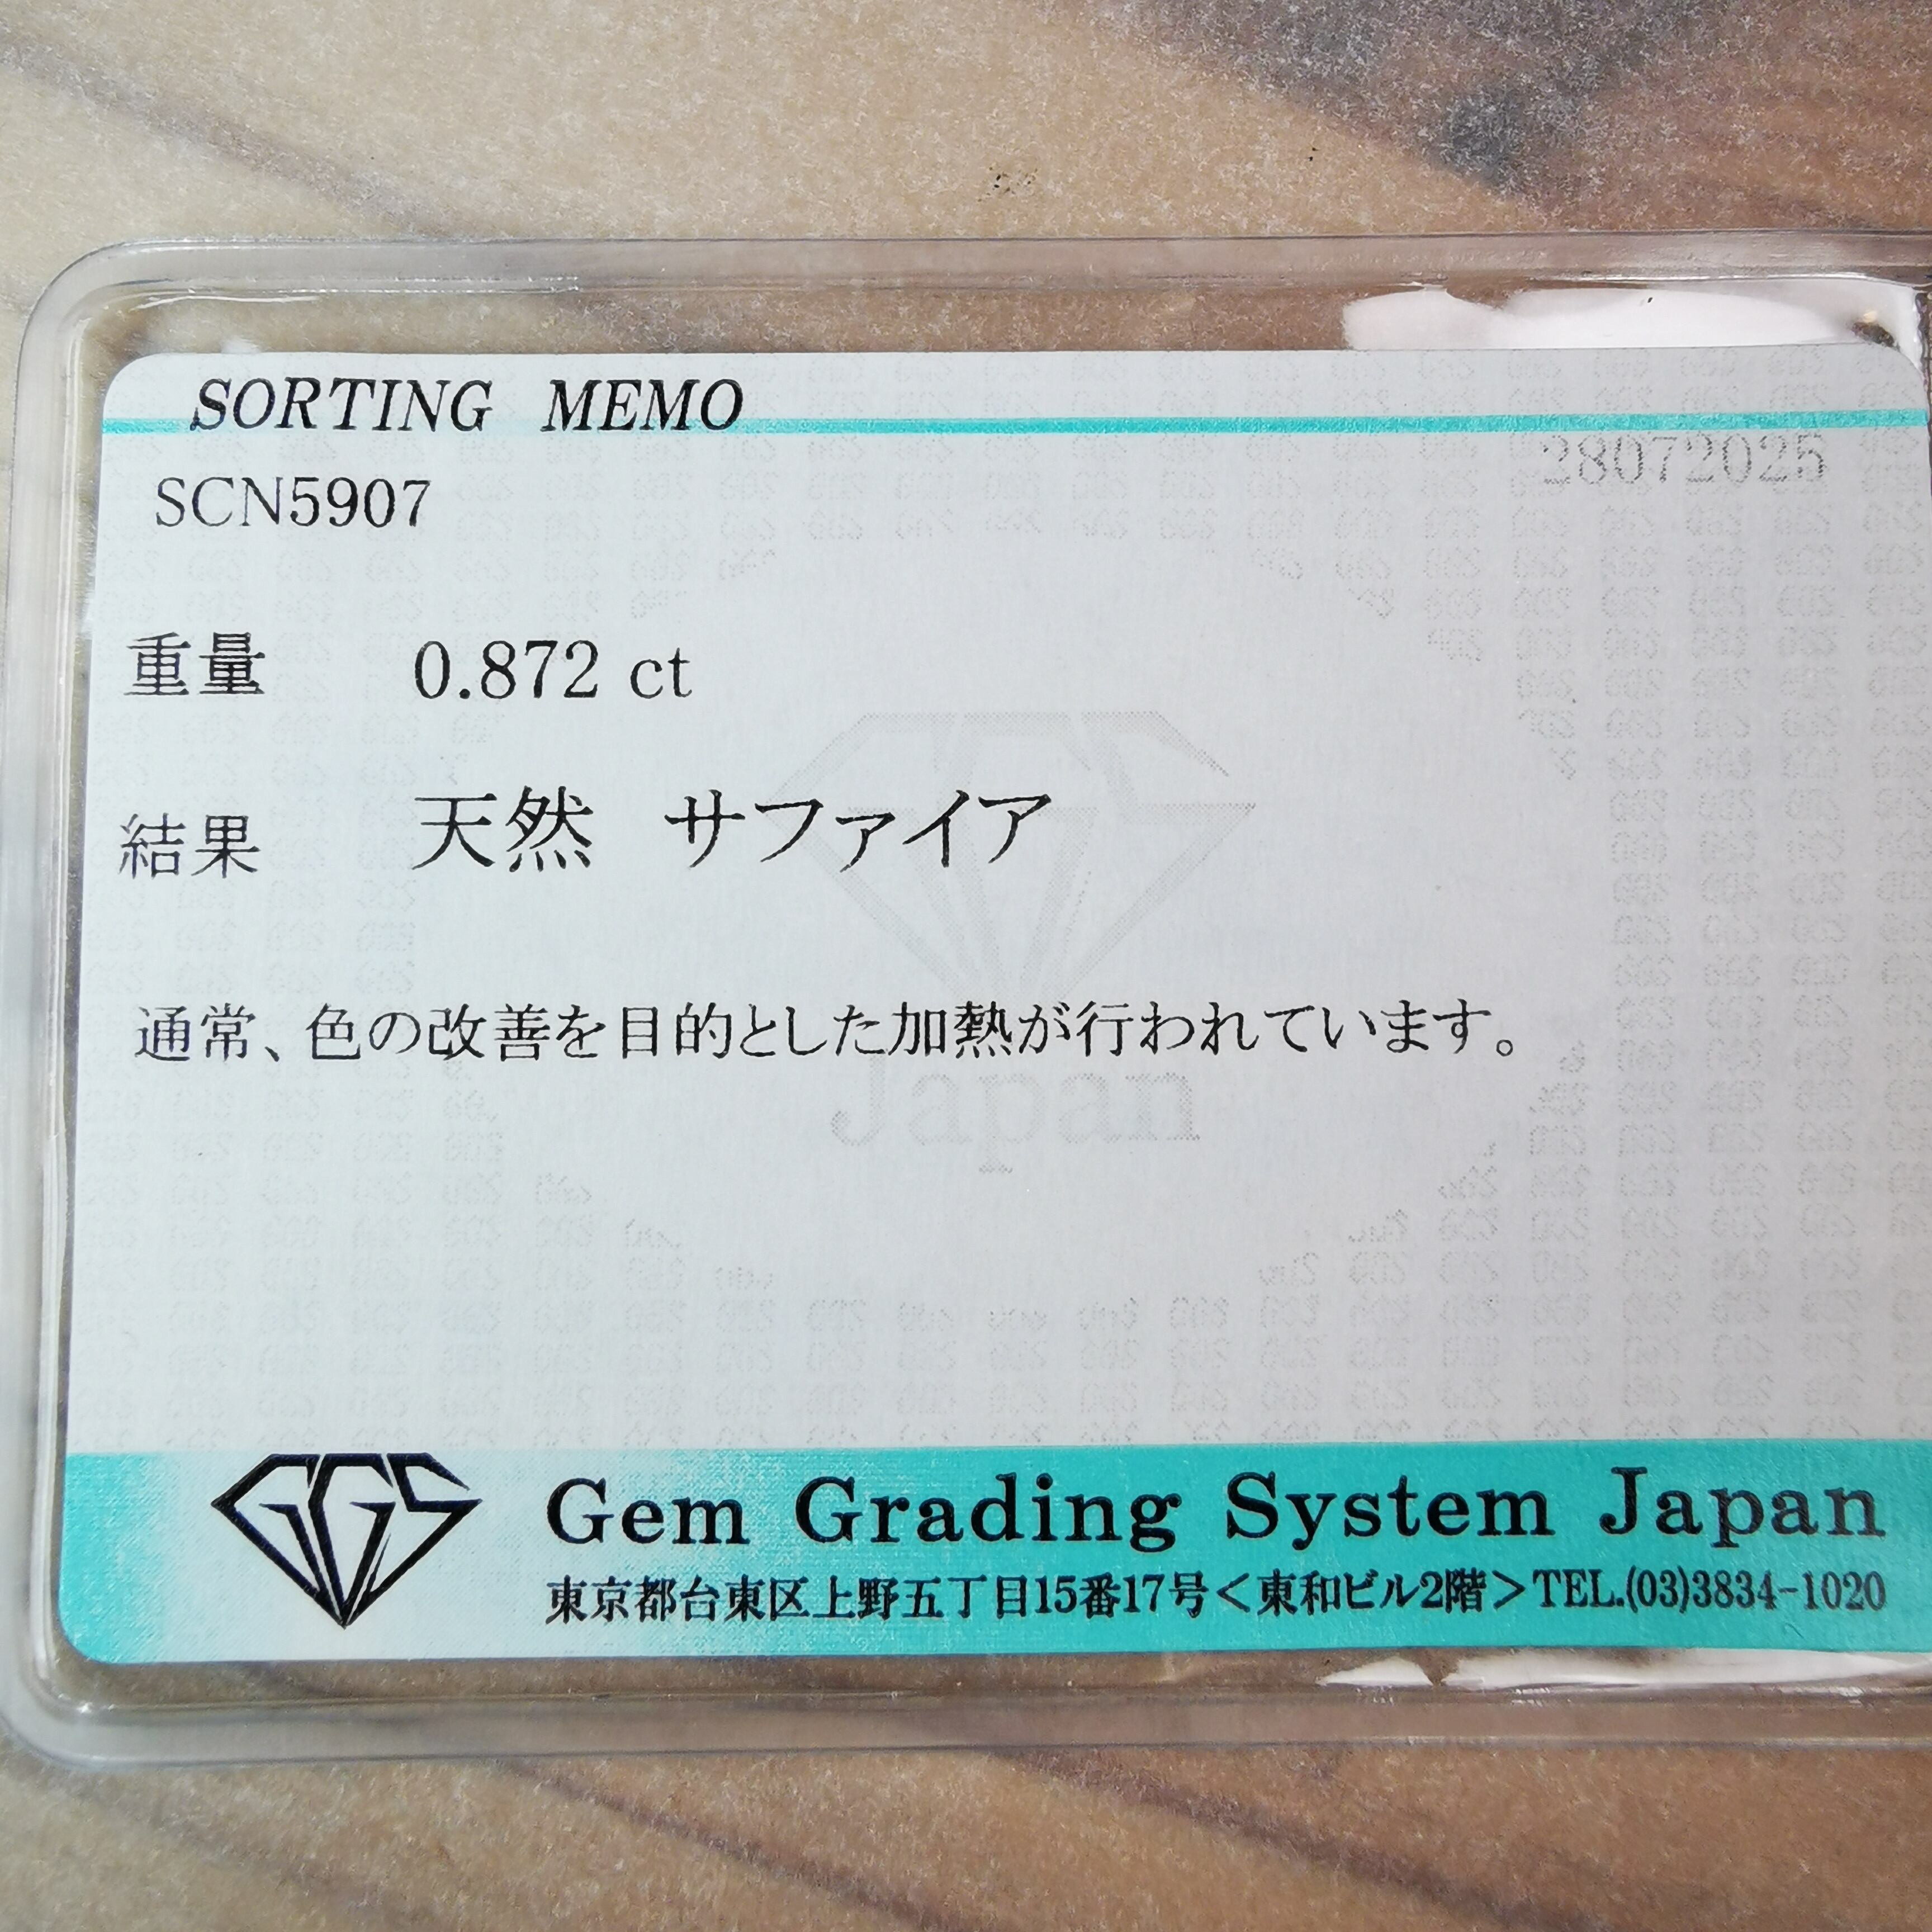 SORTING MEMO
28072025
SCN5907
重量 0.872 ct
結果 天然 サファイア
通常、色の改善を目的とした加熱が行われています。
Japan
GGS
Gem Grading System Japan
東京都台東区上野五丁目15番17号＜東和ビル2階＞TEL.(03)3834-1020